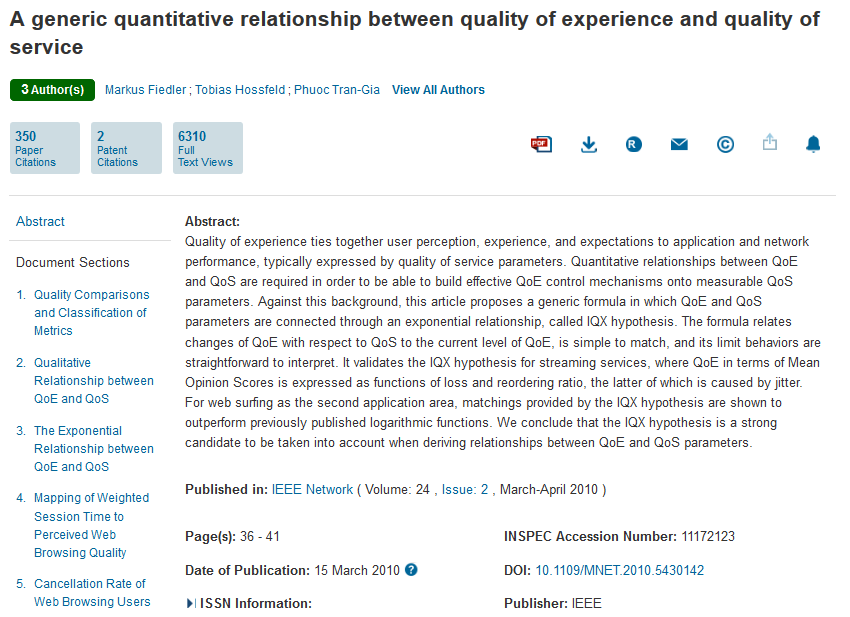 A generic quantitative relationship between quality of experience and quality of
service
3 Author(s)
Markus Fiedler ; Tobias Hossfeld ; Phuoc Tran-Gia
View All Authors
350
Paper
Citations
2
Patent
Citations
6310
Full
Text Views
PDF
R
C
Abstract
Document Sections
1. Quality Comparisons
and Classification of
Metrics
2. Qualitative
Relationship between
QoE and QoS
3. The Exponential
Relationship between
QoE and QoS
4. Mapping of Weighted
Session Time to
Perceived Web
Browsing Quality
5. Cancellation Rate of
Web Browsing Users
Abstract:
Quality of experience ties together user perception, experience, and expectations to application and network
performance, typically expressed by quality of service parameters. Quantitative relationships between QoE
and QoS are required in order to be able to build effective QoE control mechanisms onto measurable QoS
parameters. Against this background, this article proposes a generic formula in which QoE and QoS
parameters are connected through an exponential relationship, called IQX hypothesis. The formula relates
changes of QoE with respect to QoS to the current level of QoE, is simple to match, and its limit behaviors are
straightforward to interpret. It validates the IQX hypothesis for streaming services, where QoE in terms of Mean
Opinion Scores is expressed as functions of loss and reordering ratio, the latter of which is caused by jitter.
For web surfing as the second application area, matchings provided by the IQX hypothesis are shown to
outperform previously published logarithmic functions. We conclude that the IQX hypothesis is a strong
candidate to be taken into account when deriving relationships between QoE and QoS parameters.
Published in: IEEE Network ( Volume: 24 , Issue: 2 , March-April 2010 )
Page(s): 36 - 41
INSPEC Accession Number: 11172123
Date of Publication: 15 March 2010 ?
DOI: 10.1109/MNET.2010.5430142
ISSN Information:
Publisher: IEEE